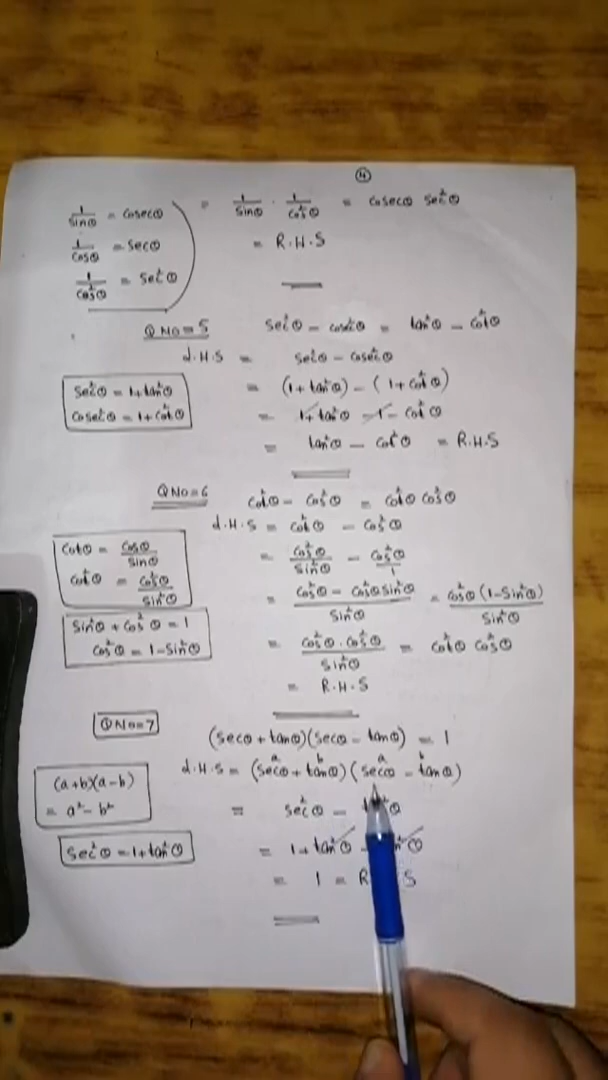 ④
1/sinθ = cosecθ
= 1/sinθ · 1/cos²θ = cosecθ sec²θ
1/cosθ = secθ
= R.H.S
1/cos²θ = sec²θ
Q NO = 5
sec²θ - cosec²θ = tan²θ - cot²θ
L.H.S = sec²θ - cosec²θ
sec²θ = 1+tan²θ
cosec²θ = 1+cot²θ
= (1+tan²θ) - (1+cot²θ)
= 1+tan²θ - 1 - cot²θ
= tan²θ - cot²θ = R.H.S
Q NO = 6
cot²θ - cos²θ = cot²θ cos²θ
L.H.S = cot²θ - cos²θ
cotθ = cosθ/sinθ
cot²θ = cos²θ/sin²θ
= cos²θ/sin²θ - cos²θ/1
= (cos²θ - cos²θ sin²θ)/sin²θ = cos²θ(1-sin²θ)/sin²θ
sin²θ + cos²θ = 1
cos²θ = 1-sin²θ
= cos²θ·cos²θ/sin²θ = cot²θ cos²θ
= R.H.S
Q NO = 7
(secθ + tanθ)(secθ - tanθ) = 1
a b a b
L.H.S = (secθ + tanθ)(secθ - tanθ)
(a+b)(a-b)
= a² - b²
= sec²θ -
sec²θ = 1+tan²θ
= 1+tan²θ
= 1 = R S